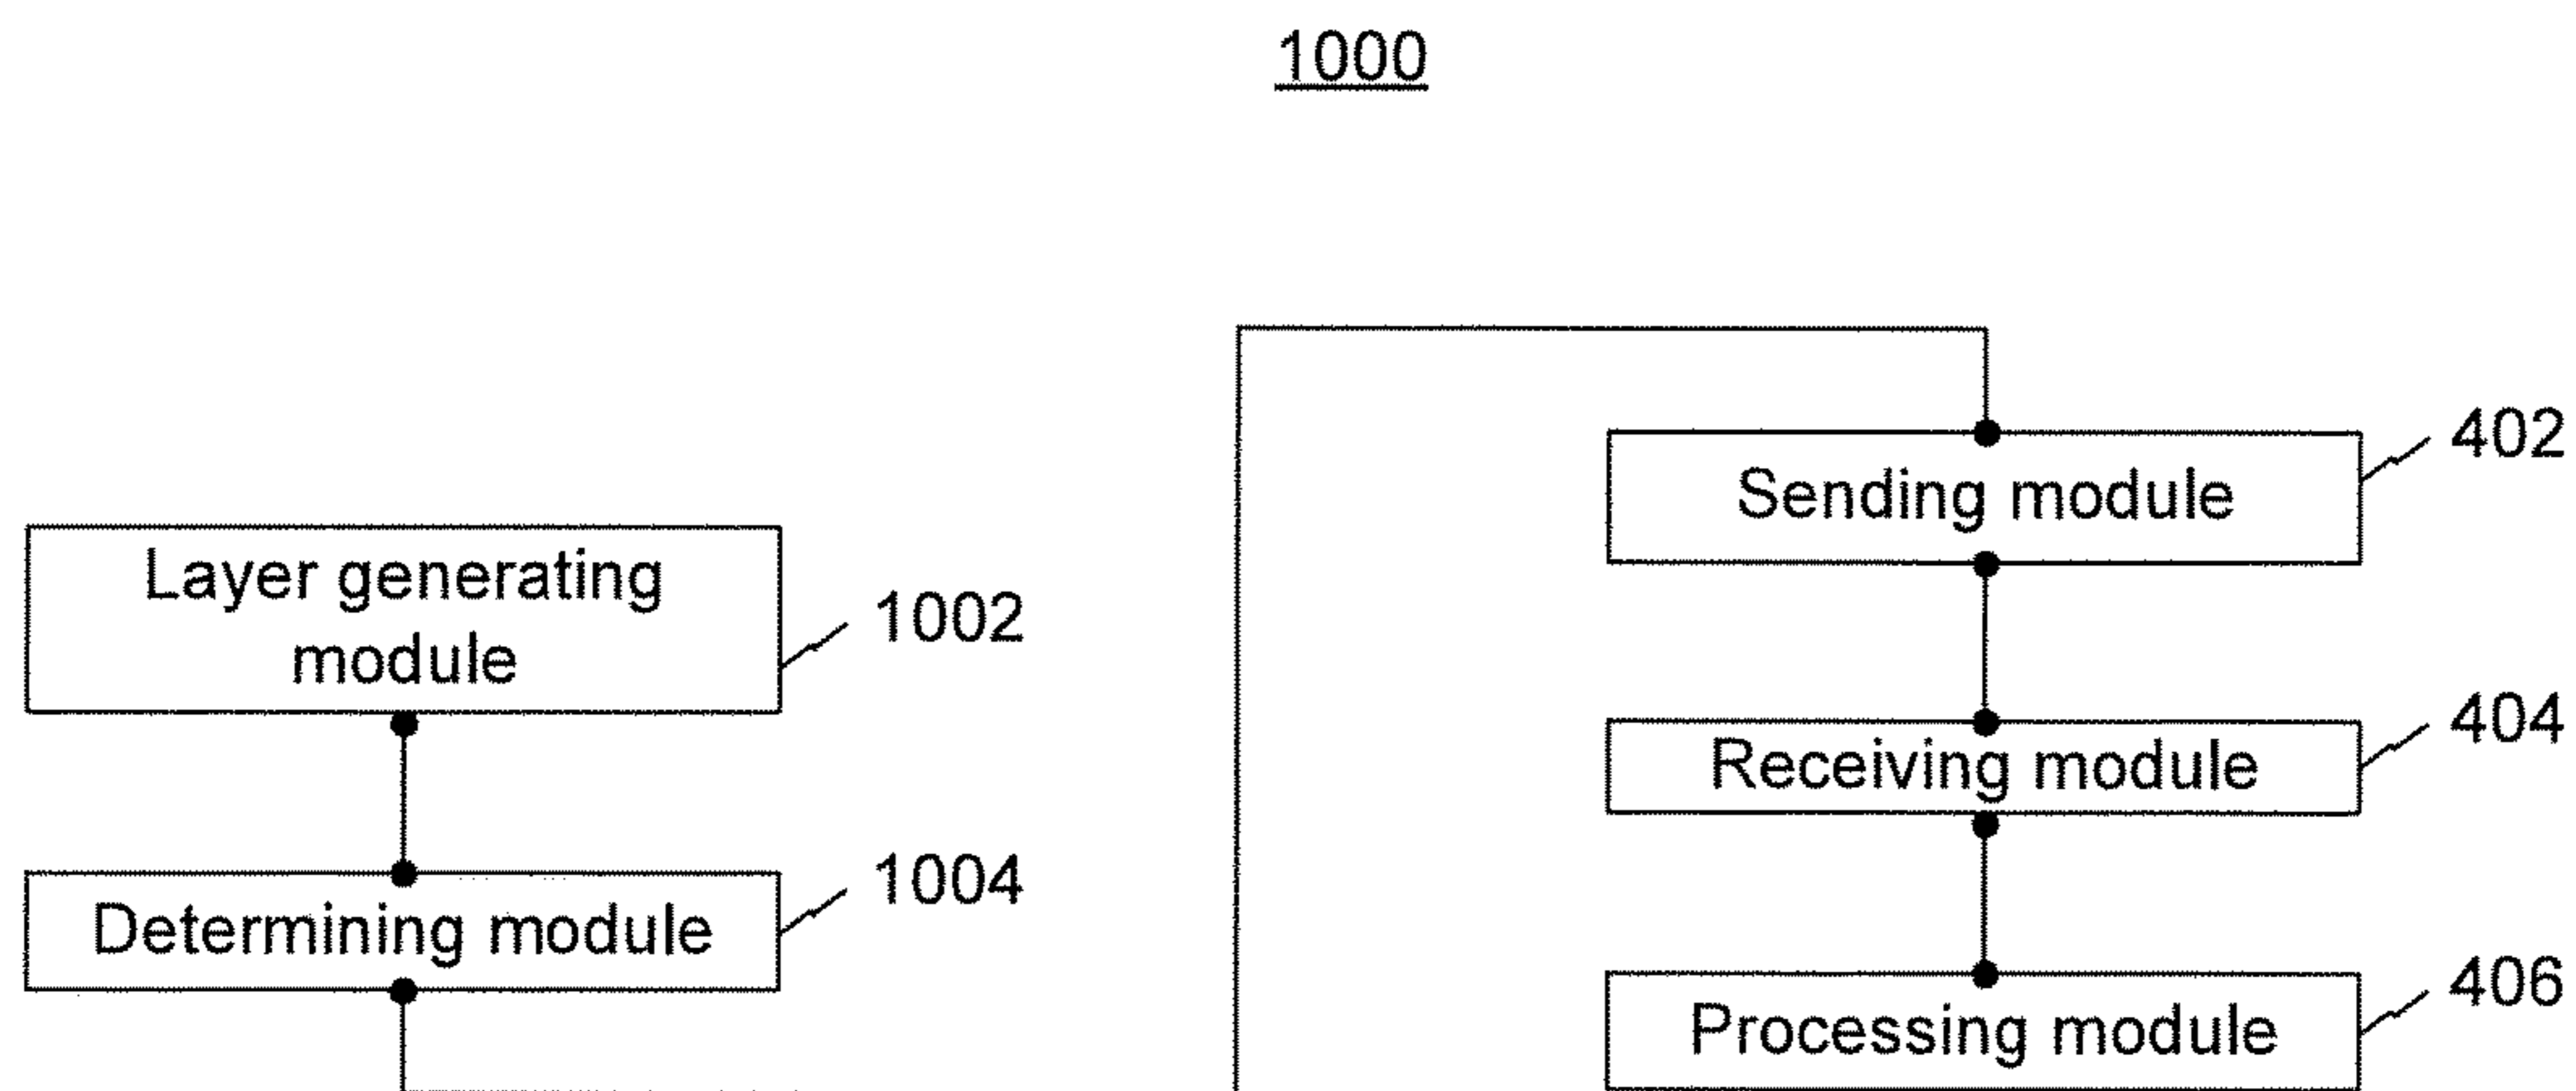 1000
Layer generating
module
1002
Determining module
1004
Sending module
402
Receiving module
404
Processing module
406